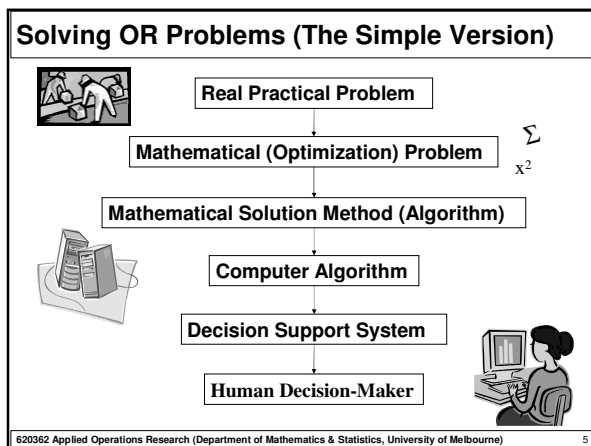 Solving OR Problems (The Simple Version)
Real Practical Problem
Mathematical (Optimization) Problem
Σ
x²
Mathematical Solution Method (Algorithm)
Computer Algorithm
Decision Support System
Human Decision-Maker
620362 Applied Operations Research (Department of Mathematics & Statistics, University of Melbourne) 5